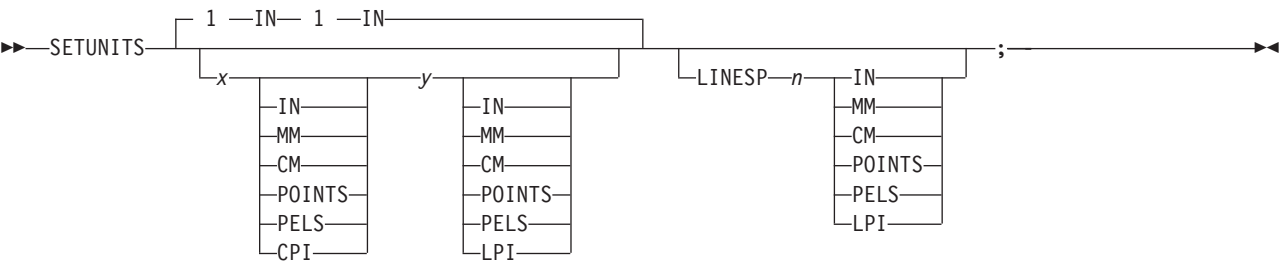 1 IN 1 IN
SETUNITS ;
x y LINESP n IN
IN IN MM
MM MM CM
CM CM POINTS
POINTS POINTS PELS
PELS PELS LPI
CPI LPI